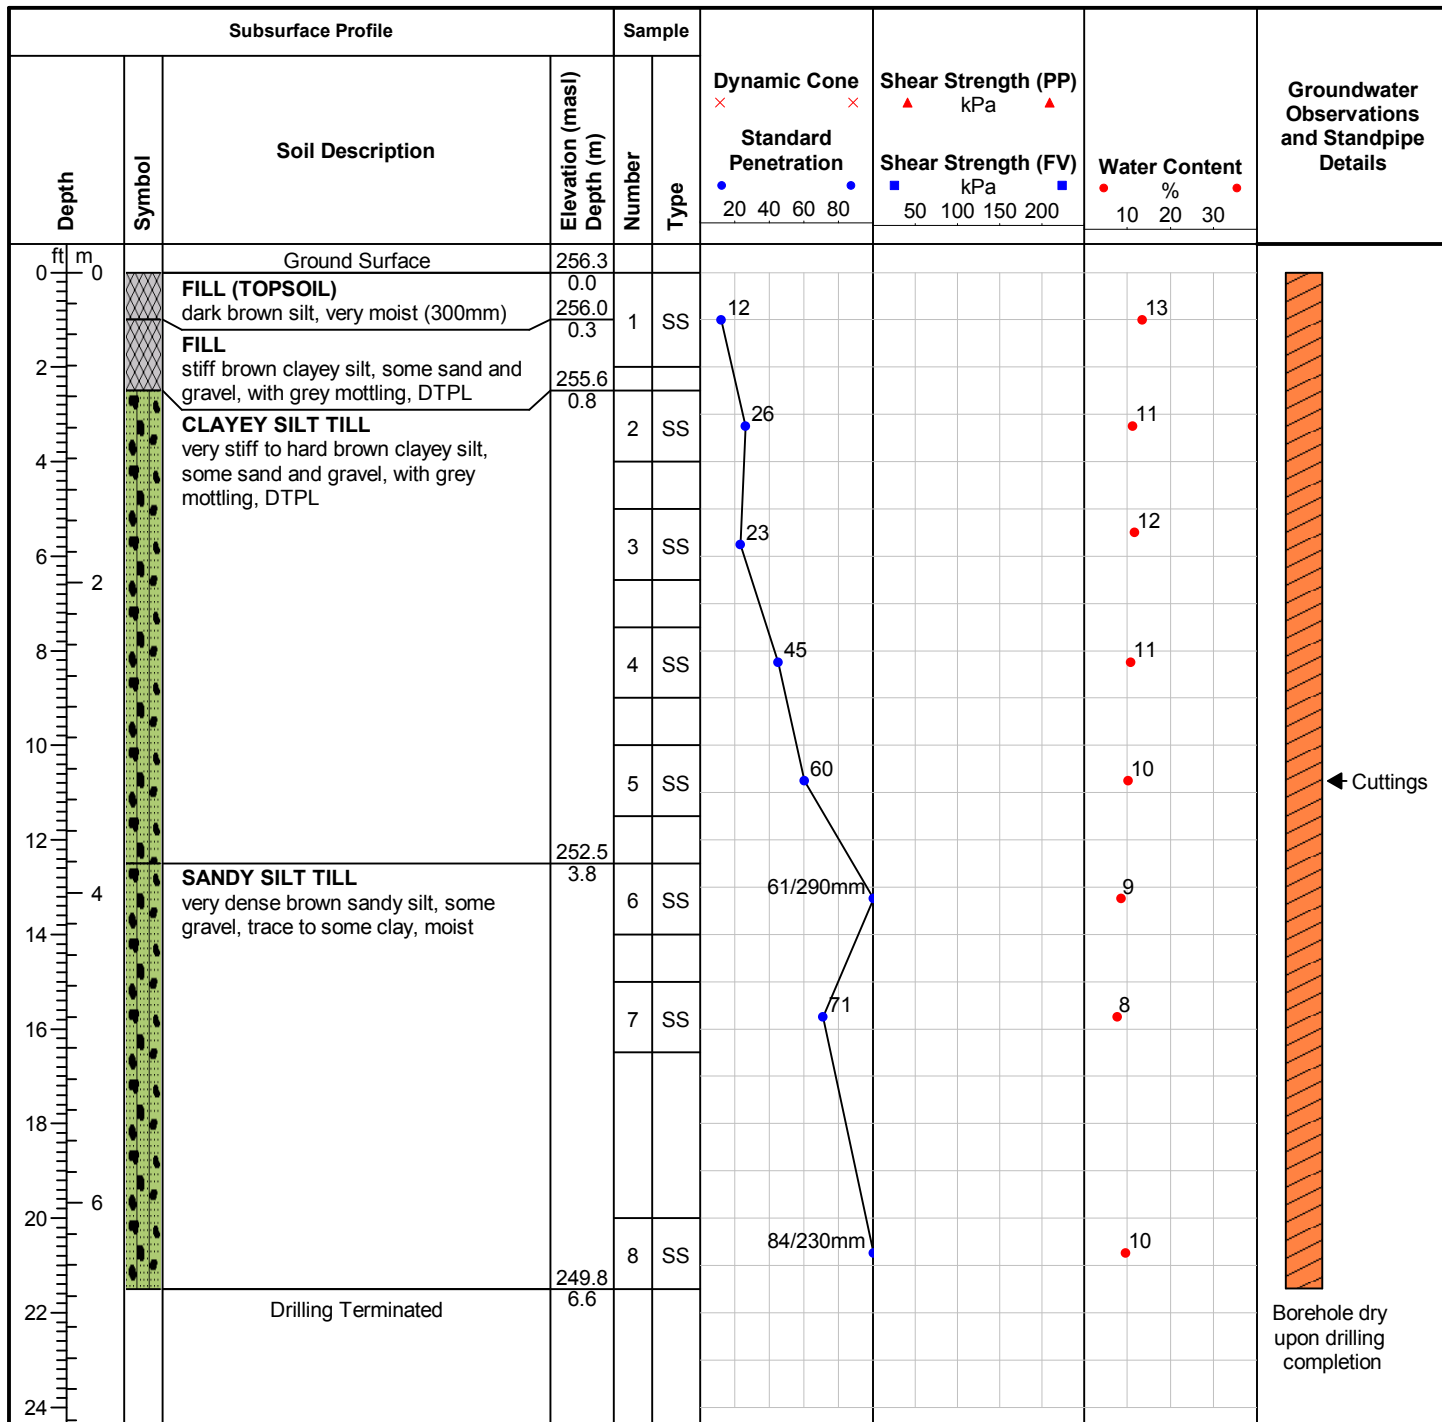 Subsurface Profile
Sample
Depth
Symbol
Soil Description
Elevation (masl)
Depth (m)
Number
Type
Dynamic Cone
Standard
Penetration
20 40 60 80
Shear Strength (PP)
kPa
Shear Strength (FV)
kPa
50 100 150 200
Water Content
%
10 20 30
Groundwater
Observations
and Standpipe
Details
ft m
Ground Surface
256.3
0 0
FILL (TOPSOIL)
dark brown silt, very moist (300mm)
0.0
256.0
0.3
1 SS
12
13
FILL
stiff brown clayey silt, some sand and
gravel, with grey mottling, DTPL
2
255.6
0.8
CLAYEY SILT TILL
very stiff to hard brown clayey silt,
some sand and gravel, with grey
mottling, DTPL
2 SS
26
11
4
3 SS
23
12
6
2
8
4 SS
45
11
10
5 SS
60
10
Cuttings
12
252.5
3.8
SANDY SILT TILL
very dense brown sandy silt, some
gravel, trace to some clay, moist
4
6 SS
61/290mm
9
14
7 SS
71
8
16
18
6
20
8 SS
84/230mm
10
249.8
6.6
Drilling Terminated
22
Borehole dry
upon drilling
completion
24